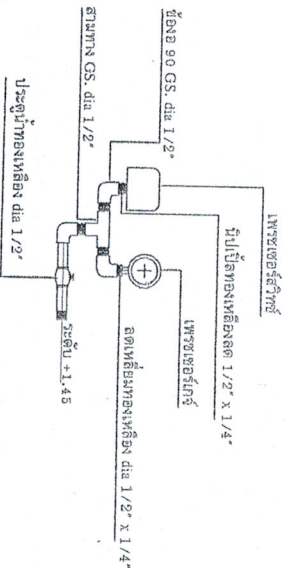 เพรชเชอร์สวิทช์
นิปเปิ้ลทองเหลืองลด 1/2" x 1/4"
เพรชเชอร์เกจ์
ลดเหลี่ยมทองเหลือง dia 1/2" x 1/4"
ระดับ +1.45
ข้องอ 90 GS. dia 1/2"
สามทาง GS. dia 1/2"
ประตูน้ำทองเหลือง dia 1/2"